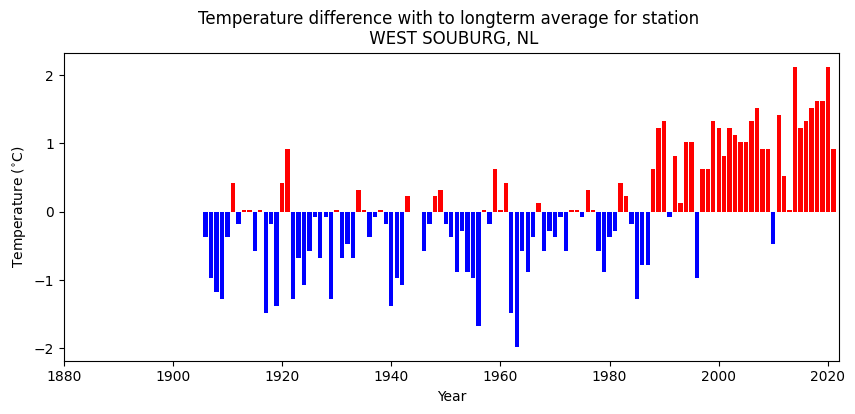 Temperature difference with to longterm average for station
WEST SOUBURG, NL
Temperature (°C)
2
1
0
−1
−2
1880 1900 1920 1940 1960 1980 2000 2020
Year